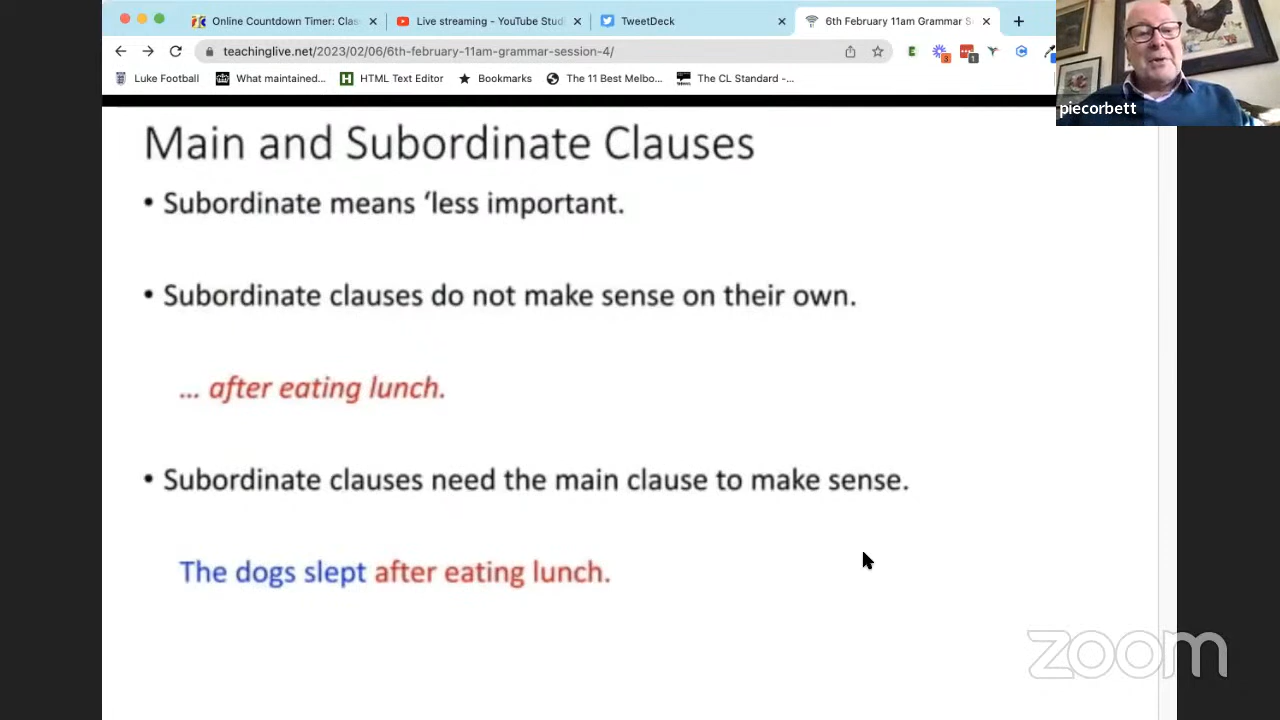 Online Countdown Timer: Clas
Live streaming - YouTube Stud
TweetDeck
6th February 11am Grammar S
teachinglive.net/2023/02/06/6th-february-11am-grammar-session-4/
3
1
Luke Football
What maintained...
HTML Text Editor
Bookmarks
The 11 Best Melbo...
The CL Standard -...
piecorbett
Main and Subordinate Clauses
• Subordinate means ‘less important.
• Subordinate clauses do not make sense on their own.
... after eating lunch.
• Subordinate clauses need the main clause to make sense.
The dogs slept after eating lunch.
zoom